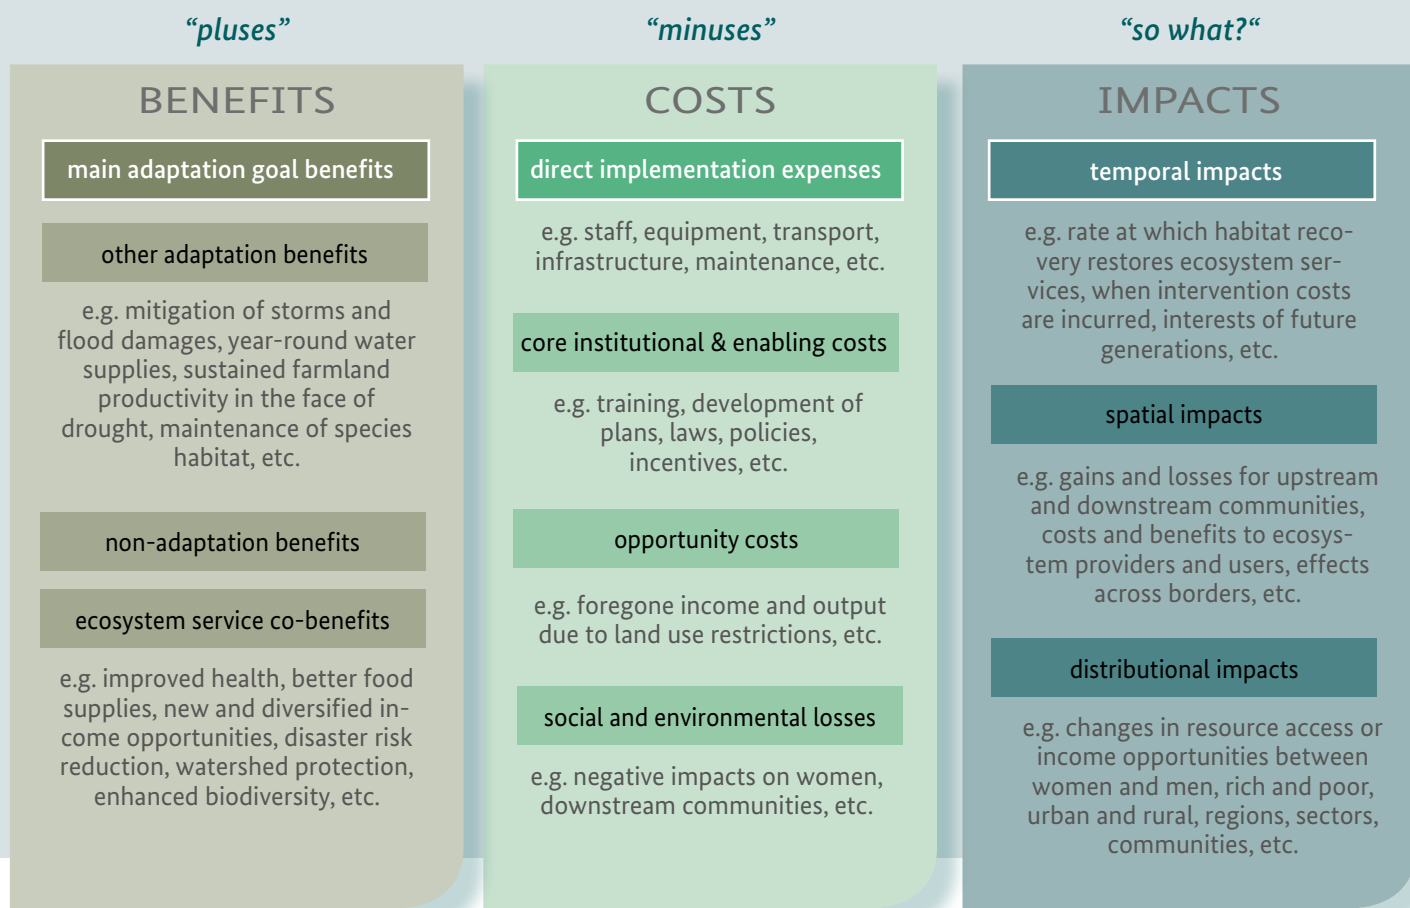 “pluses”
“minuses”
“so what?“
BENEFITS
main adaptation goal benefits
other adaptation benefits
e.g. mitigation of storms and
flood damages, year-round water
supplies, sustained farmland
productivity in the face of
drought, maintenance of species
habitat, etc.
non-adaptation benefits
ecosystem service co-benefits
e.g. improved health, better food
supplies, new and diversified in-
come opportunities, disaster risk
reduction, watershed protection,
enhanced biodiversity, etc.
COSTS
direct implementation expenses
e.g. staff, equipment, transport,
infrastructure, maintenance, etc.
core institutional & enabling costs
e.g. training, development of
plans, laws, policies,
incentives, etc.
opportunity costs
e.g. foregone income and output
due to land use restrictions, etc.
social and environmental losses
e.g. negative impacts on women,
downstream communities, etc.
IMPACTS
temporal impacts
e.g. rate at which habitat reco-
very restores ecosystem ser-
vices, when intervention costs
are incurred, interests of future
generations, etc.
spatial impacts
e.g. gains and losses for upstream
and downstream communities,
costs and benefits to ecosys-
tem providers and users, effects
across borders, etc.
distributional impacts
e.g. changes in resource access or
income opportunities between
women and men, rich and poor,
urban and rural, regions, sectors,
communities, etc.